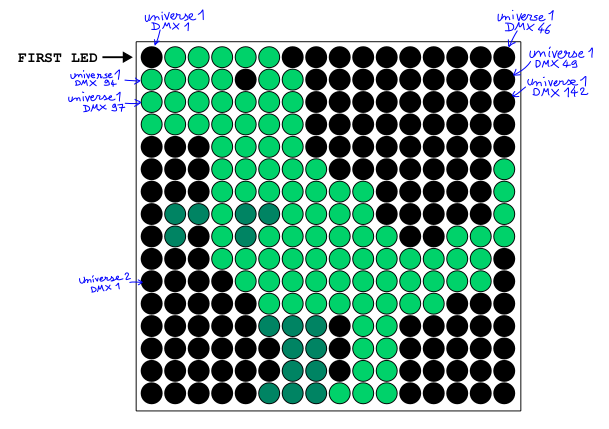 universe 1
DMX 1
universe 1
DMX 46
FIRST LED
universe 1
DMX 94
universe 1
DMX 49
universe 1
DMX 97
universe 1
DMX 142
universe 2
DMX 1